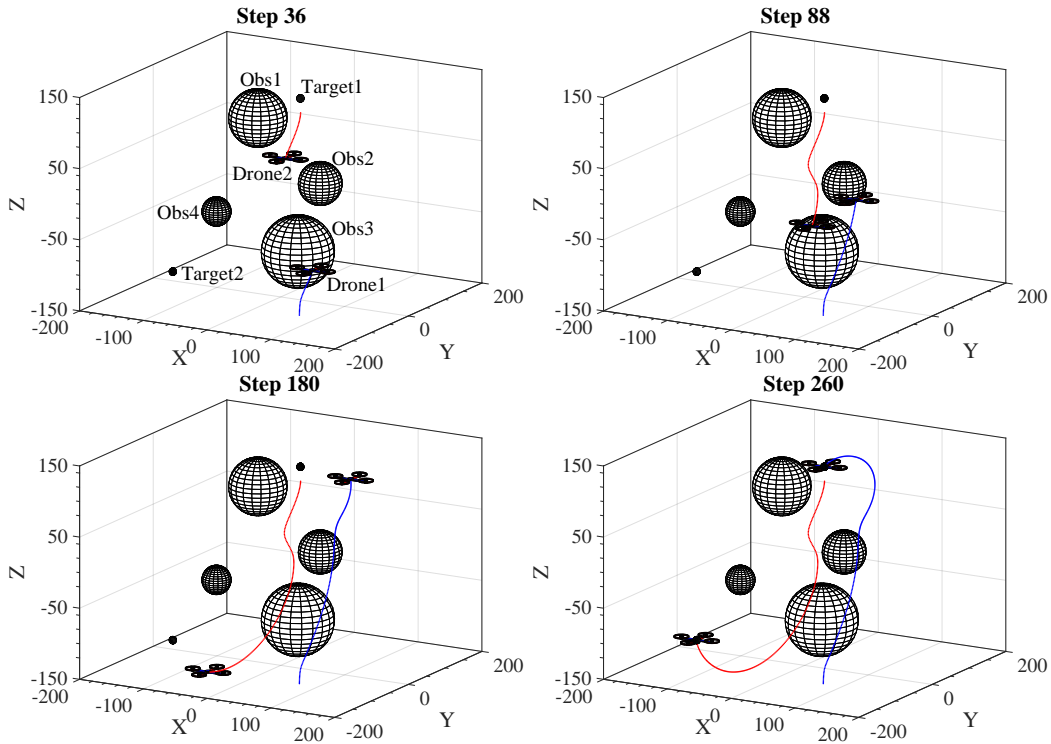 Step 36
150
50
-50
-150
Z
-200
-100
0
100
200
X
-200
0
200
Y
Obs1
Target1
Obs2
Drone2
Obs4
Obs3
Target2
Drone1
Step 88
150
50
-50
-150
Z
-200
-100
0
100
200
X
-200
0
200
Y
Step 180
150
50
-50
-150
Z
-200
-100
0
100
200
X
-200
0
200
Y
Step 260
150
50
-50
-150
Z
-200
-100
0
100
200
X
-200
0
200
Y